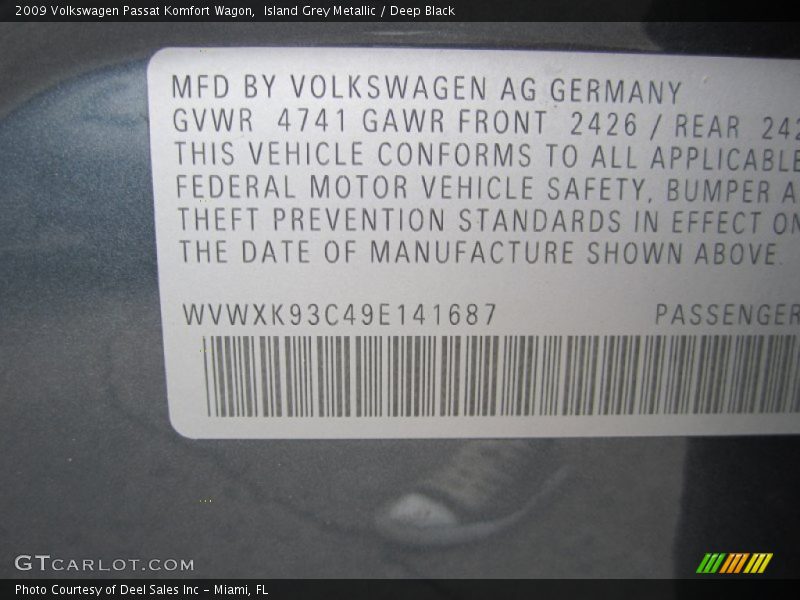 2009 Volkswagen Passat Komfort Wagon,  Island Grey Metallic / Deep Black
MFD BY VOLKSWAGEN AG GERMANY
GVWR 4741 GAWR FRONT 2426 / REAR 242
THIS VEHICLE CONFORMS TO ALL APPLICABLE
FEDERAL MOTOR VEHICLE SAFETY, BUMPER A
THEFT PREVENTION STANDARDS IN EFFECT ON
THE DATE OF MANUFACTURE SHOWN ABOVE.
WVWXK93C49E141687 PASSENGER
GTCARLOT.COM
Photo Courtesy of Deel Sales Inc - Miami, FL